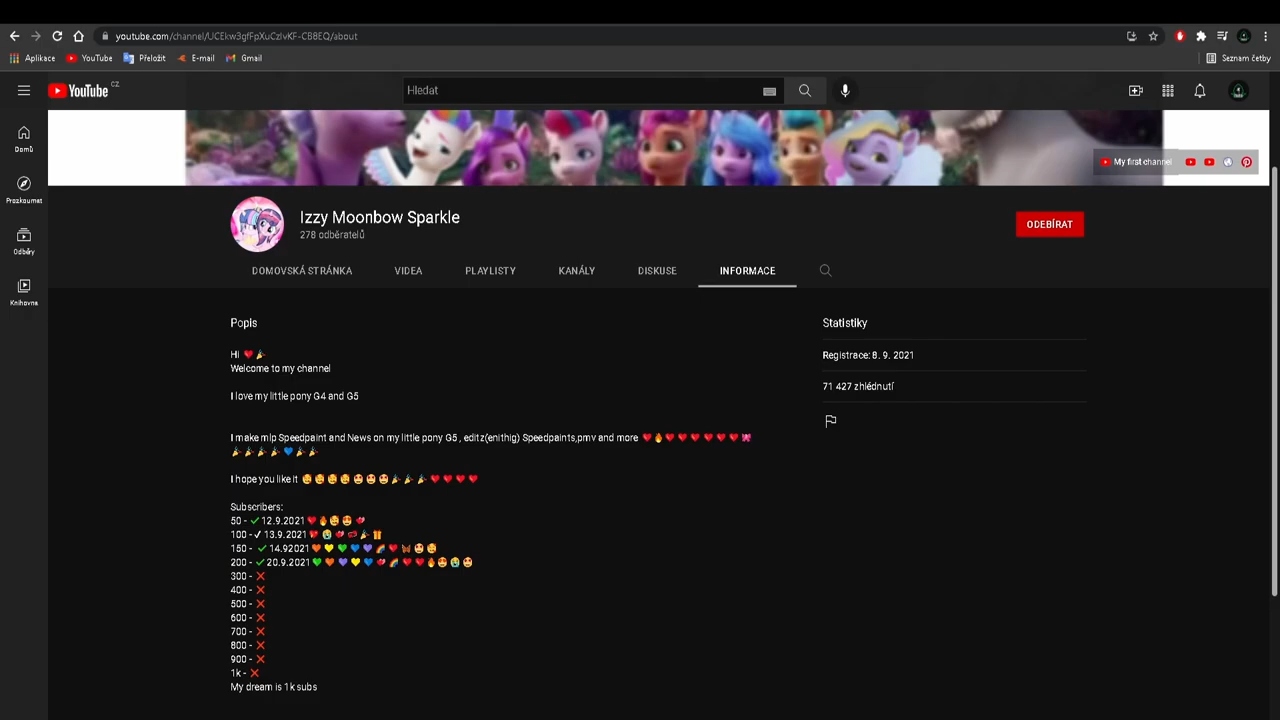 youtube.com/channel/UCEkw3gfFpXuCzIvKF-CB8EQ/about
Aplikace YouTube Přeložit E-mail Gmail Seznam četby
YouTube CZ
Hledat
Domů
Prozkoumat
Odběry
Knihovna
My first channel
Izzy Moonbow Sparkle
278 odběratelů
ODEBÍRAT
DOMOVSKÁ STRÁNKA VIDEA PLAYLISTY KANÁLY DISKUSE INFORMACE
Popis
Hi ❤️🎉
Welcome to my channel
I love my little pony G4 and G5
I make mlp Speedpaint and News on my little pony G5 , editz(enithig) Speedpaints,pmv and more ❤️🔥❤️❤️❤️❤️❤️❤️🎀
🎉🎉🎉🎉💙🎉🎉
I hope you like it 🥰🥰🥰🥰😍😍😍🎉🎉🎉❤️❤️❤️❤️
Subscribers:
50 - ✔ 12.9.2021
100 - ✔ 13.9.2021
150 - ✔ 14.92021
200 - ✔ 20.9.2021
300 - ❌
400 - ❌
500 - ❌
600 - ❌
700 - ❌
800 - ❌
900 - ❌
1k - ❌
My dream is 1k subs
Statistiky
Registrace: 8. 9. 2021
71 427 zhlédnutí